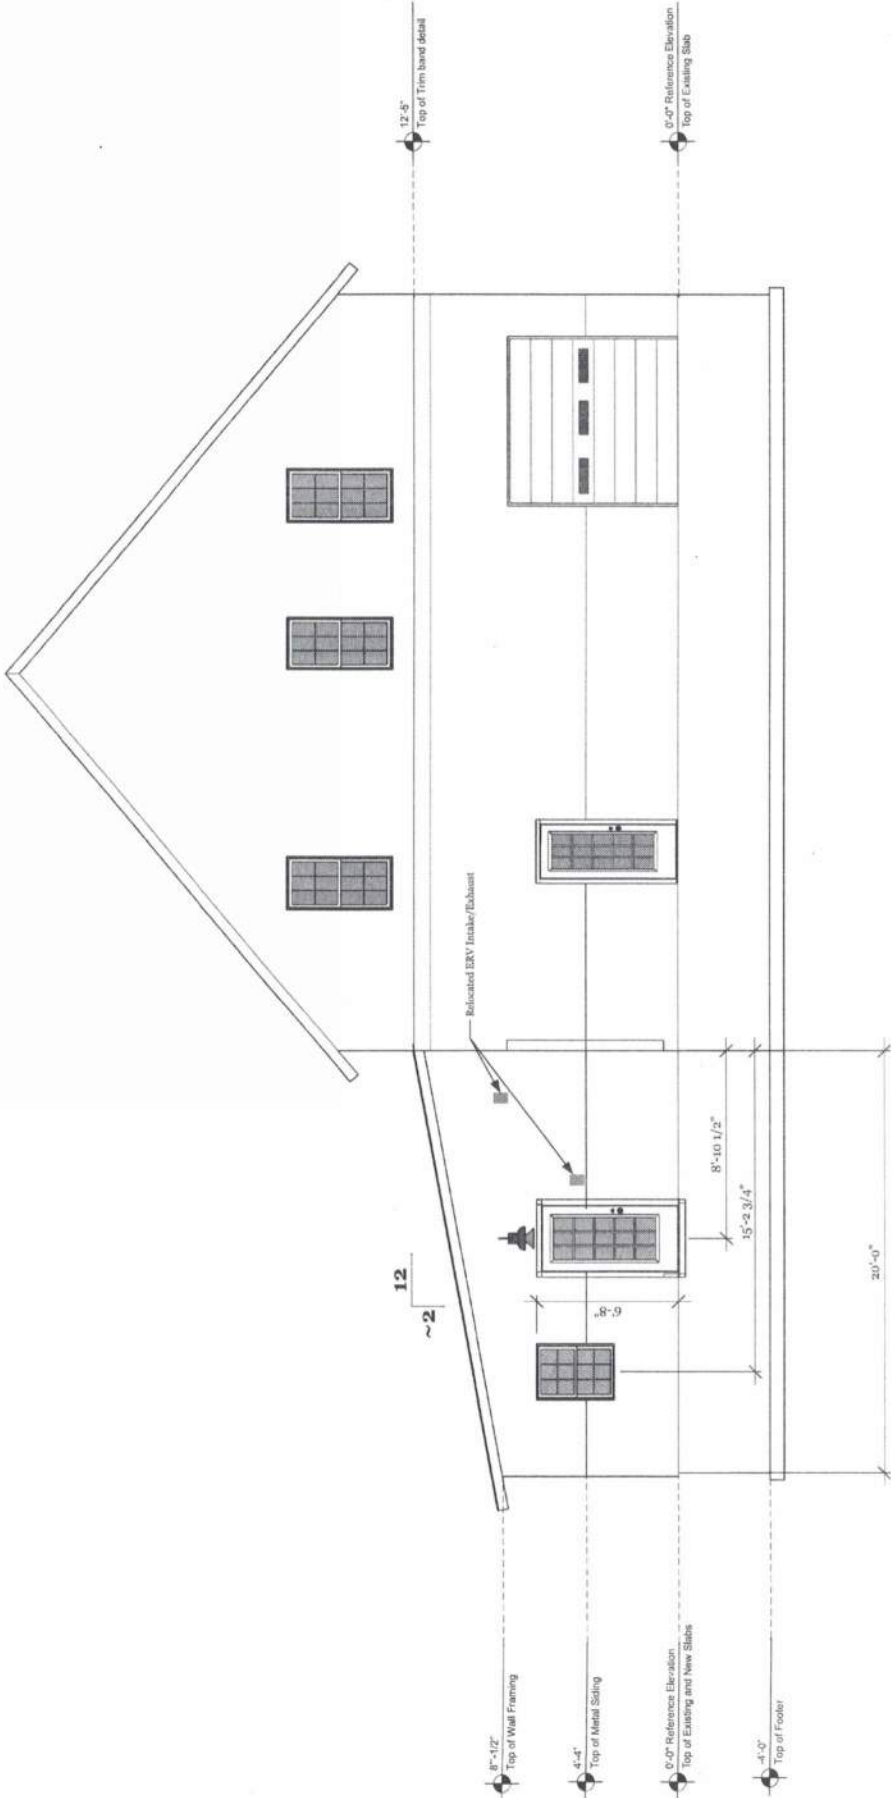 12'-5"
Top of Trim band detail
0'-0" Reference Elevation
Top of Existing Slab
Relocated ERV Intake/Exhaust
12
~2
6'-8"
8'-10 1/2"
15'-2 3/4"
20'-0"
8"-1/2"
Top of Wall Framing
4'-4"
Top of Metal Siding
0'-0" Reference Elevation
Top of Existing and New Slabs
-4'-0"
Top of Footer